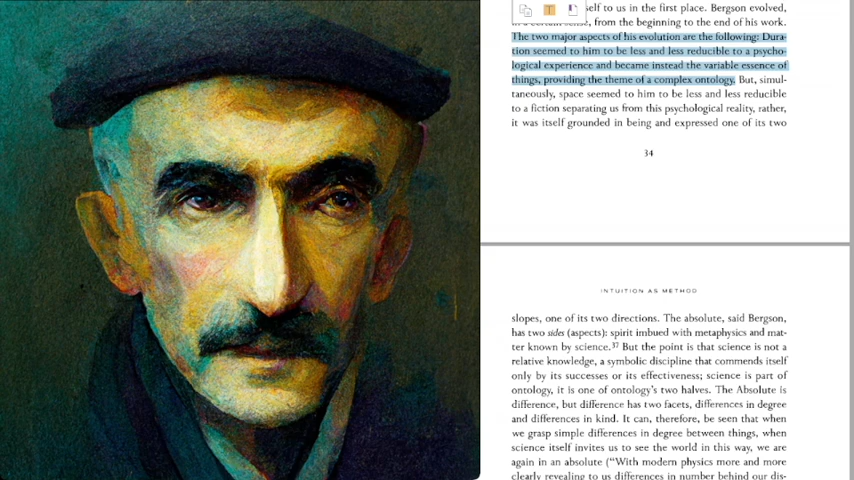 self to us in the first place. Bergson evolved,
in a certain sense, from the beginning to the end of his work.
The two major aspects of his evolution are the following: Dura-
tion seemed to him to be less and less reducible to a psycho-
logical experience and became instead the variable essence of
things, providing the theme of a complex ontology. But, simul-
taneously, space seemed to him to be less and less reducible
to a fiction separating us from this psychological reality, rather,
it was itself grounded in being and expressed one of its two
34
INTUITION AS METHOD
slopes, one of its two directions. The absolute, said Bergson,
has two sides (aspects): spirit imbued with metaphysics and mat-
ter known by science.37 But the point is that science is not a
relative knowledge, a symbolic discipline that commends itself
only by its successes or its effectiveness; science is part of
ontology, it is one of ontology's two halves. The Absolute is
difference, but difference has two facets, differences in degree
and differences in kind. It can, therefore, be seen that when
we grasp simple differences in degree between things, when
science itself invites us to see the world in this way, we are
again in an absolute ("With modern physics more and more
clearly revealing to us differences in number behind our dis-